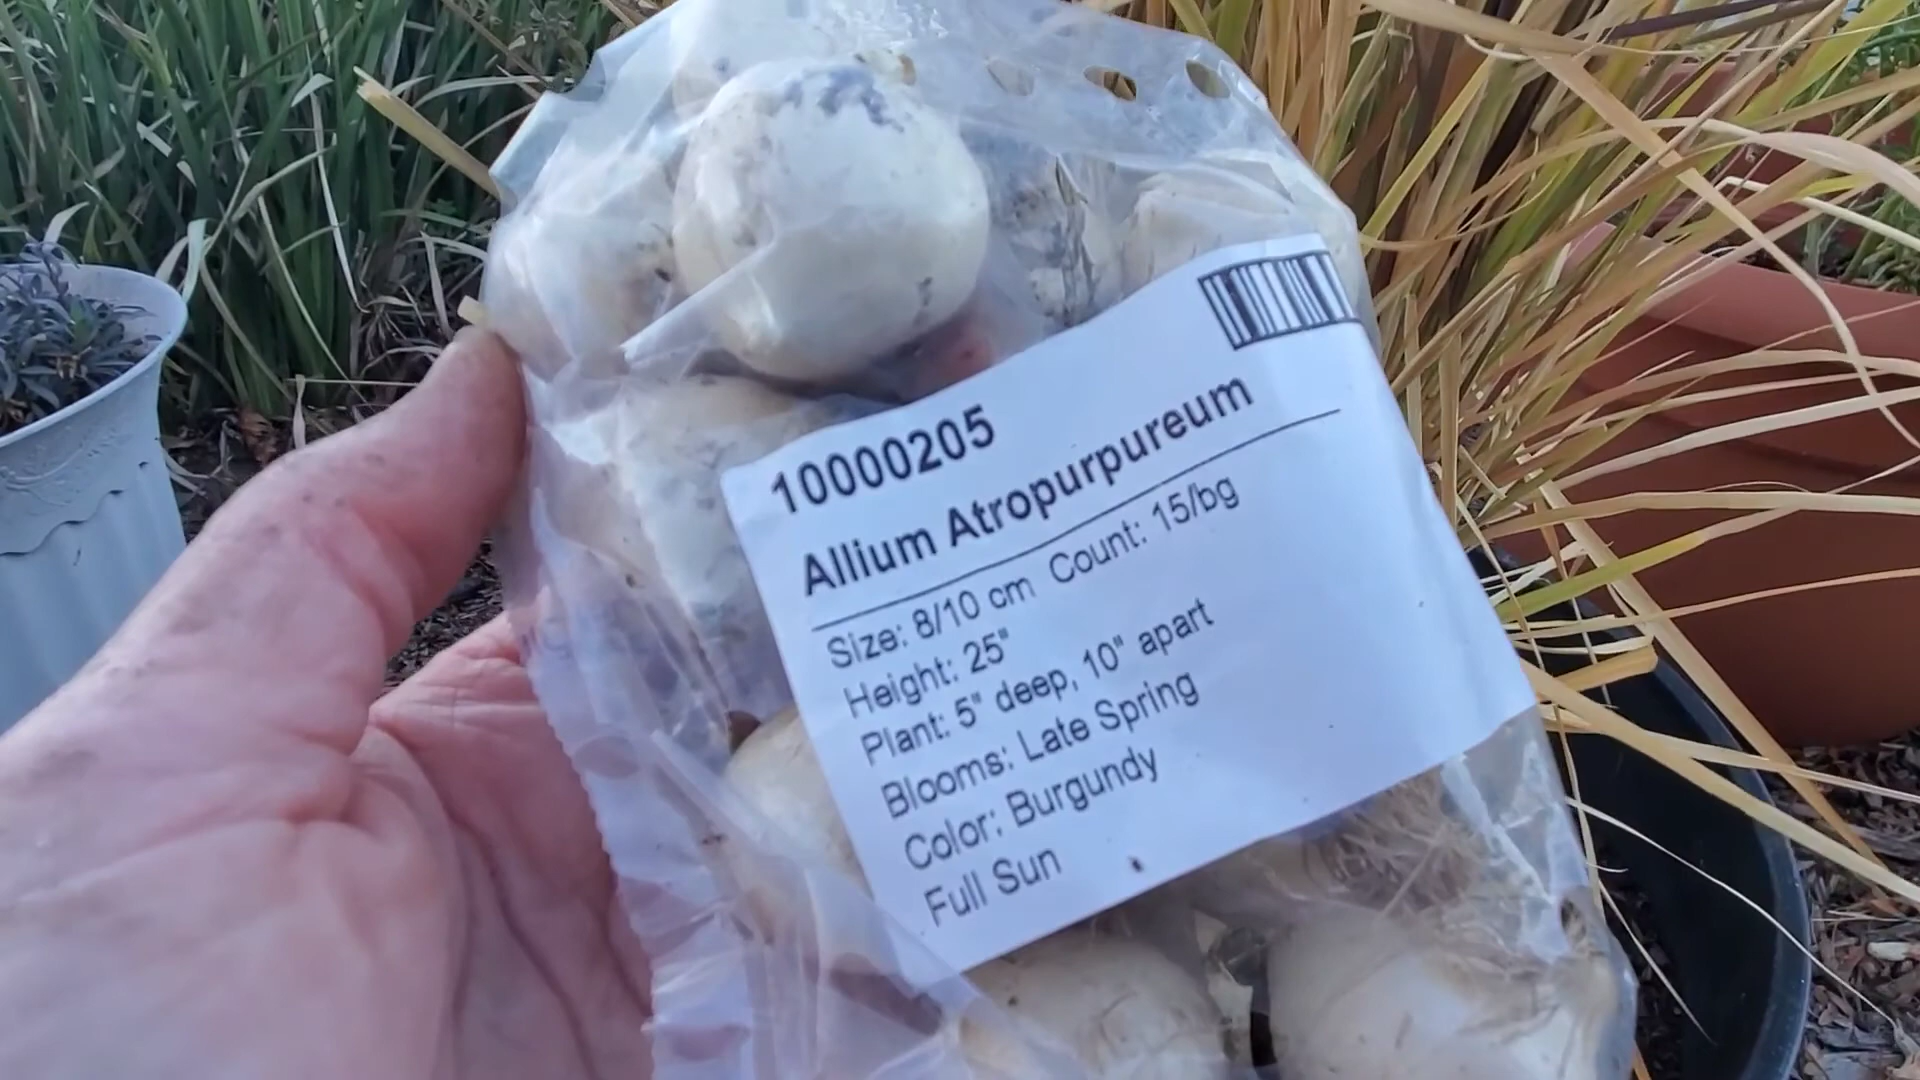 10000205
Allium Atropurpureum
Size: 8/10 cm Count: 15/bg
Height: 25"
Plant: 5" deep, 10" apart
Blooms: Late Spring
Color: Burgundy
Full Sun